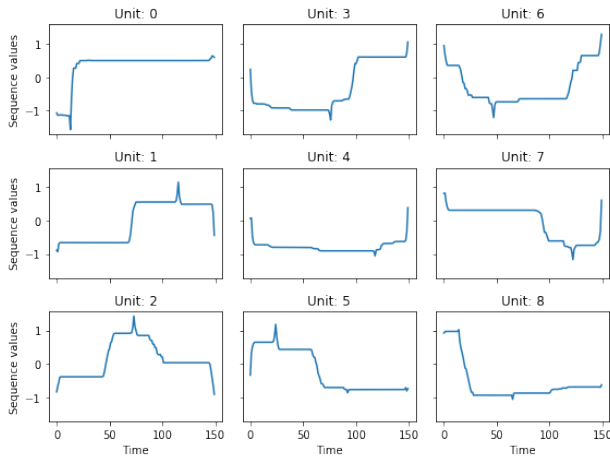 Unit: 0 Unit: 3 Unit: 6
Sequence values
1
0
−1
Unit: 1 Unit: 4 Unit: 7
Sequence values
1
0
−1
Unit: 2 Unit: 5 Unit: 8
Sequence values
1
0
−1
0 50 100 150 0 50 100 150 0 50 100 150
Time Time Time